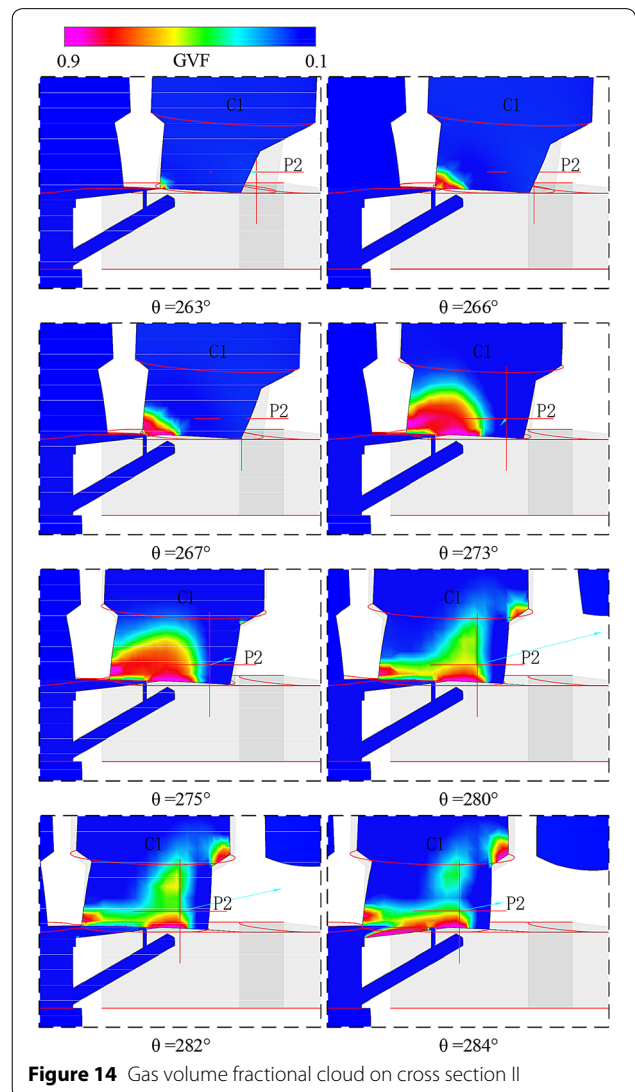 0.9 GVF 0.1
C1 C1
P2 P2
θ =263° θ =266°
C1 C1
P2 P2
θ =267° θ =273°
C1 C1
P2 P2
θ =275° θ =280°
C1 C1
P2 P2
θ =282° θ =284°
Figure 14 Gas volume fractional cloud on cross section II